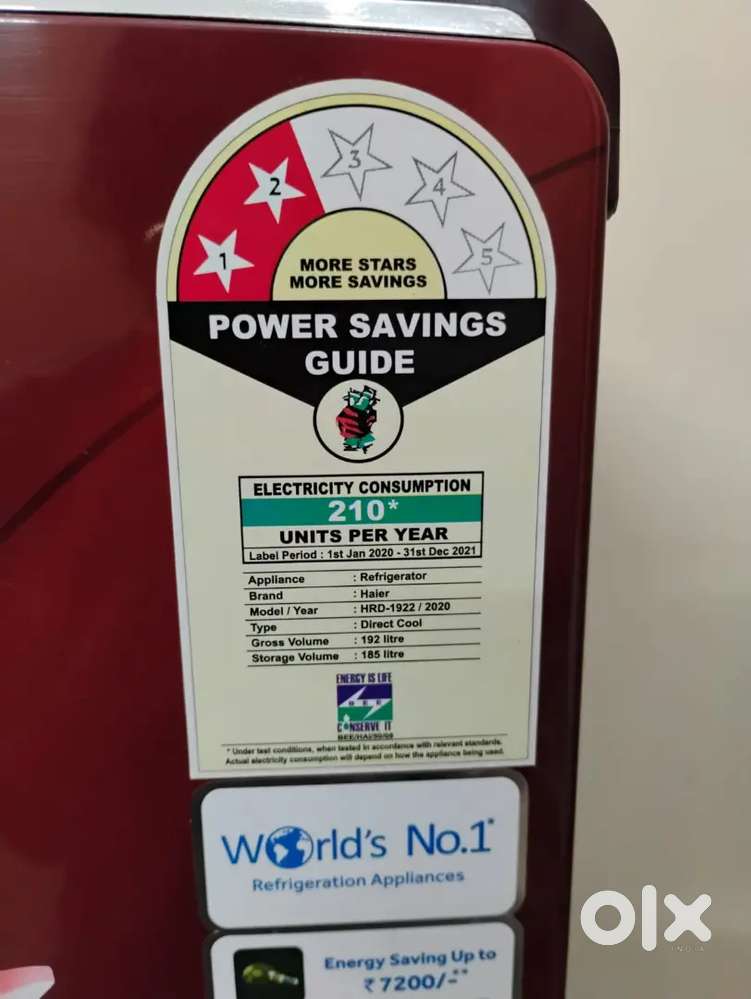 1
2
3
4
5
MORE STARS
MORE SAVINGS
POWER SAVINGS
GUIDE
ELECTRICITY CONSUMPTION
210*
UNITS PER YEAR
Label Period : 1st Jan 2020 - 31st Dec 2021
Appliance : Refrigerator
Brand : Haier
Model / Year : HRD-1922 / 2020
Type : Direct Cool
Gross Volume : 192 litre
Storage Volume : 185 litre
ENERGY IS LIFE
BEE
CONSERVE IT
* Under test conditions, when tested in accordance with relevant standards.
Actual electricity consumption will depend on how the appliance being used.
World's No.1*
Refrigeration Appliances
Energy Saving Up to
₹ 7200/-**
olx